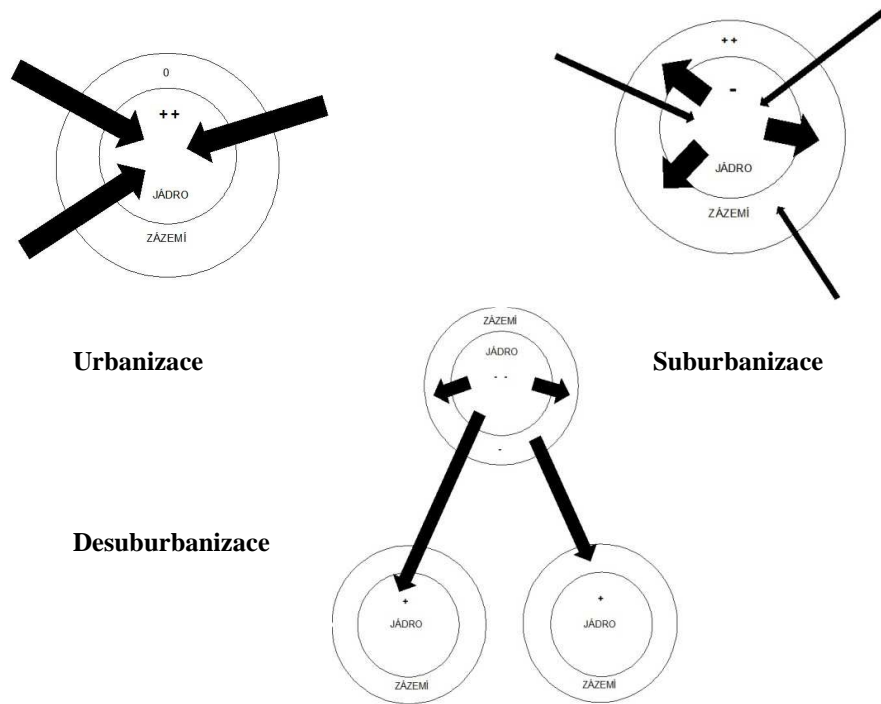 0
++
JÁDRO
ZÁZEMÍ
++
-
JÁDRO
ZÁZEMÍ
Urbanizace
Suburbanizace
ZÁZEMÍ
JÁDRO
- -
-
Desuburbanizace
+
JÁDRO
ZÁZEMÍ
+
JÁDRO
ZÁZEMÍ